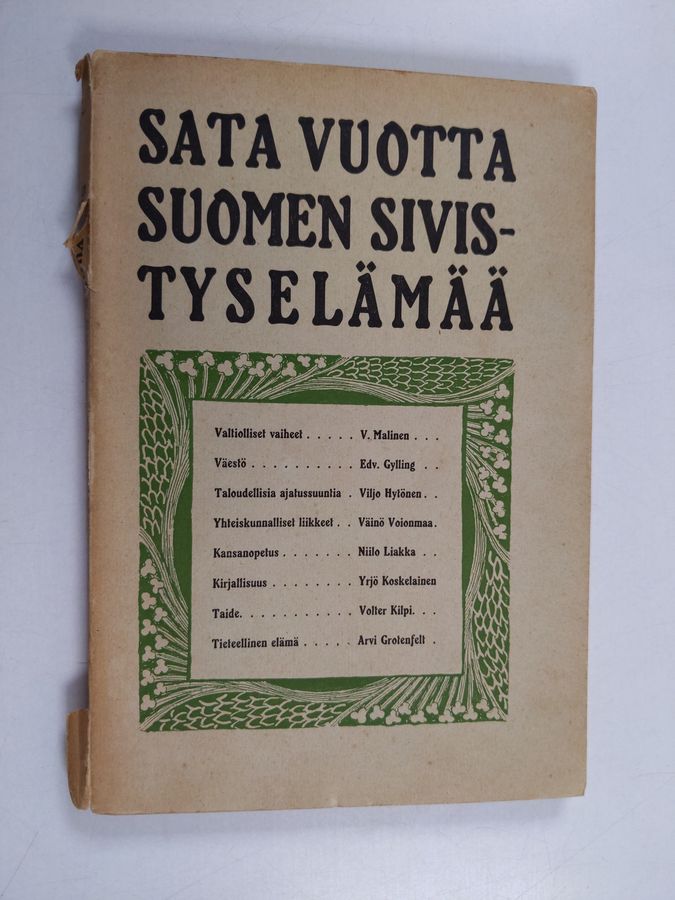 SATA VUOTTA
SUOMEN SIVIS-
TYSELÄMÄÄ
Valtiolliset vaiheet . . . . . V. Malinen . . .
Väestö . . . . . . . . . . Edv. Gylling . .
Taloudellisia ajatussuuntia . Viljo Hytönen . .
Yhteiskunnalliset liikkeet . . Väinö Voionmaa.
Kansanopetus . . . . . . . Niilo Liakka . .
Kirjallisuus . . . . . . . . Yrjö Koskelainen
Taide. . . . . . . . . . . Volter Kilpi. . .
Tieteellinen elämä . . . . . Arvi Grotenfelt .